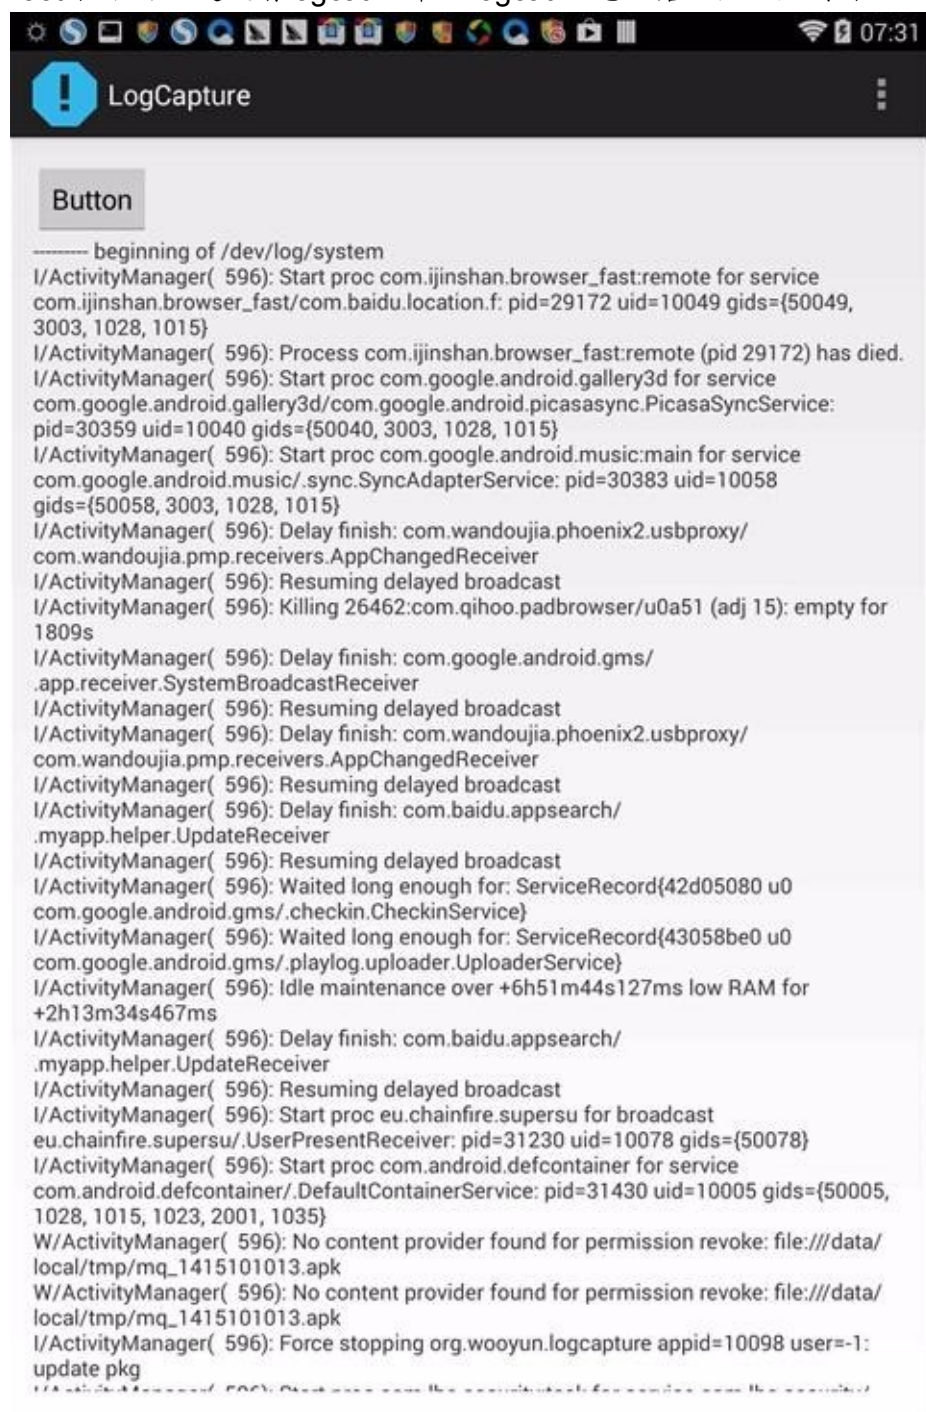 07:31
LogCapture
Button
--------- beginning of /dev/log/system
I/ActivityManager( 596): Start proc com.ijinshan.browser_fast:remote for service
com.ijinshan.browser_fast/com.baidu.location.f: pid=29172 uid=10049 gids={50049,
3003, 1028, 1015}
I/ActivityManager( 596): Process com.ijinshan.browser_fast:remote (pid 29172) has died.
I/ActivityManager( 596): Start proc com.google.android.gallery3d for service
com.google.android.gallery3d/com.google.android.picasasync.PicasaSyncService:
pid=30359 uid=10040 gids={50040, 3003, 1028, 1015}
I/ActivityManager( 596): Start proc com.google.android.music:main for service
com.google.android.music/.sync.SyncAdapterService: pid=30383 uid=10058
gids={50058, 3003, 1028, 1015}
I/ActivityManager( 596): Delay finish: com.wandoujia.phoenix2.usbproxy/
com.wandoujia.pmp.receivers.AppChangedReceiver
I/ActivityManager( 596): Resuming delayed broadcast
I/ActivityManager( 596): Killing 26462:com.qihoo.padbrowser/u0a51 (adj 15): empty for
1809s
I/ActivityManager( 596): Delay finish: com.google.android.gms/
.app.receiver.SystemBroadcastReceiver
I/ActivityManager( 596): Resuming delayed broadcast
I/ActivityManager( 596): Delay finish: com.wandoujia.phoenix2.usbproxy/
com.wandoujia.pmp.receivers.AppChangedReceiver
I/ActivityManager( 596): Resuming delayed broadcast
I/ActivityManager( 596): Delay finish: com.baidu.appsearch/
.myapp.helper.UpdateReceiver
I/ActivityManager( 596): Resuming delayed broadcast
I/ActivityManager( 596): Waited long enough for: ServiceRecord{42d05080 u0
com.google.android.gms/.checkin.CheckinService}
I/ActivityManager( 596): Waited long enough for: ServiceRecord{43058be0 u0
com.google.android.gms/.playlog.uploader.UploaderService}
I/ActivityManager( 596): Idle maintenance over +6h51m44s127ms low RAM for
+2h13m34s467ms
I/ActivityManager( 596): Delay finish: com.baidu.appsearch/
.myapp.helper.UpdateReceiver
I/ActivityManager( 596): Resuming delayed broadcast
I/ActivityManager( 596): Start proc eu.chainfire.supersu for broadcast
eu.chainfire.supersu/.UserPresentReceiver: pid=31230 uid=10078 gids={50078}
I/ActivityManager( 596): Start proc com.android.defcontainer for service
com.android.defcontainer/.DefaultContainerService: pid=31430 uid=10005 gids={50005,
1028, 1015, 1023, 2001, 1035}
W/ActivityManager( 596): No content provider found for permission revoke: file:///data/
local/tmp/mq_1415101013.apk
W/ActivityManager( 596): No content provider found for permission revoke: file:///data/
local/tmp/mq_1415101013.apk
I/ActivityManager( 596): Force stopping org.wooyun.logcapture appid=10098 user=-1:
update pkg